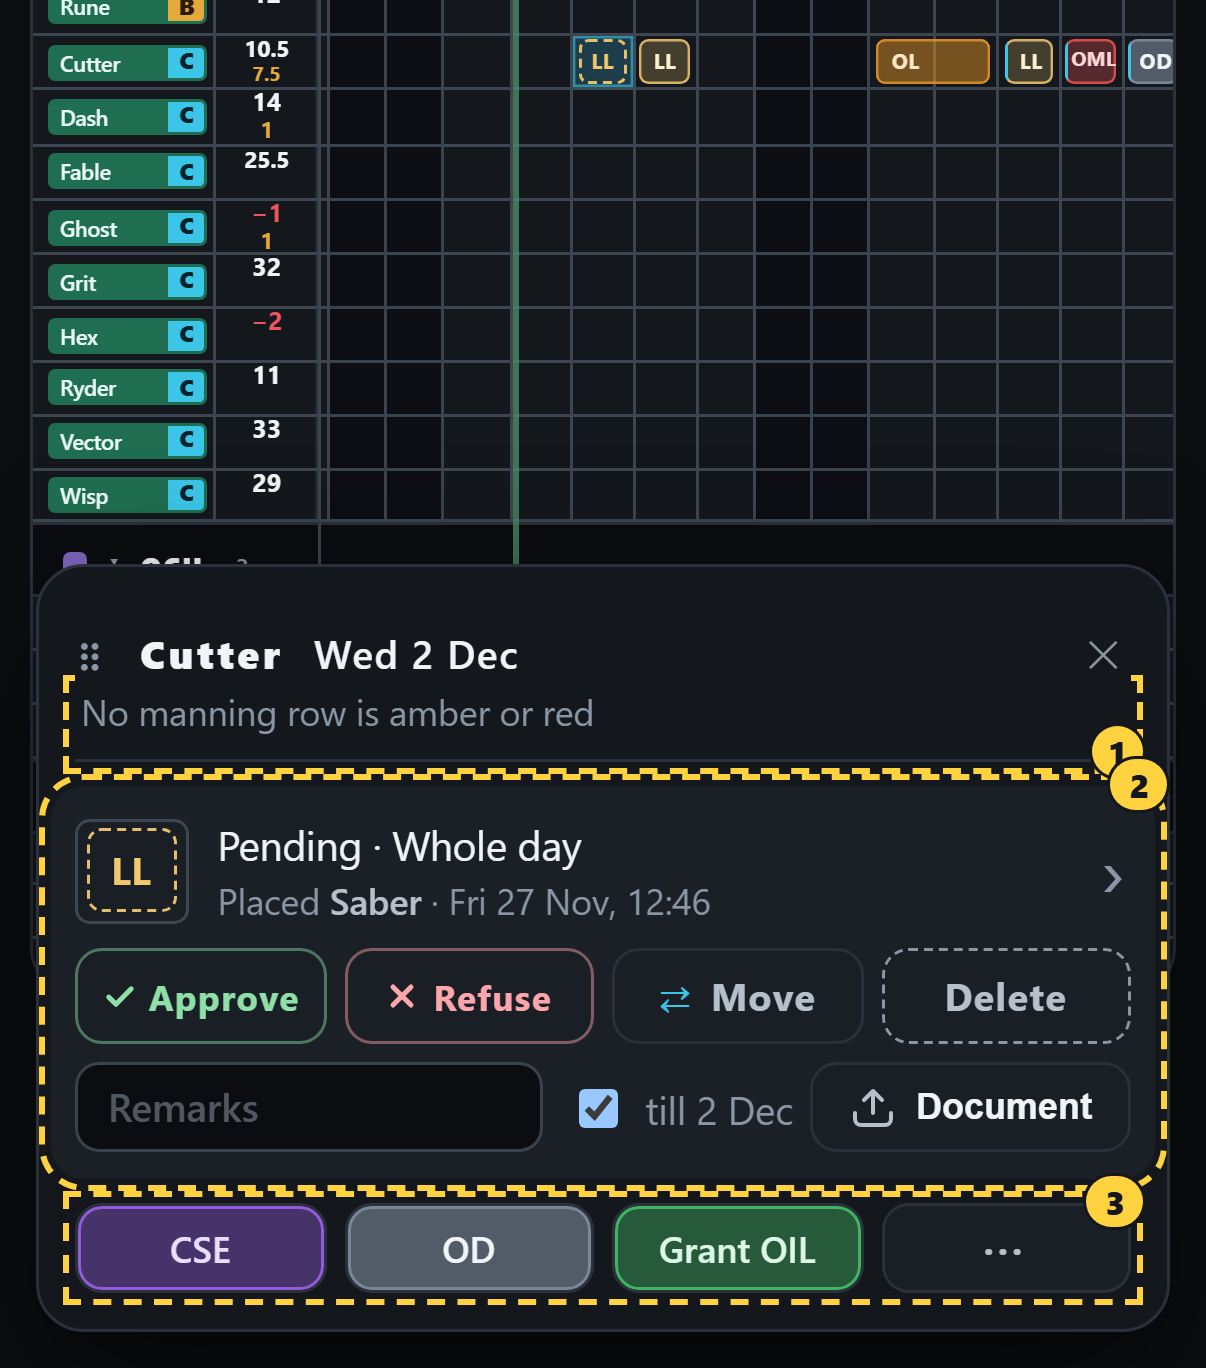 Rune B
Cutter C 10.5 LL LL OL LL OML OD
7.5
Dash C 14
1
Fable C 25.5
Ghost C −1
1
Grit C 32
Hex C −2
Ryder C 11
Vector C 33
Wisp C 29
Cutter Wed 2 Dec
No manning row is amber or red
1
2
LL Pending · Whole day
Placed Saber · Fri 27 Nov, 12:46
Approve Refuse Move Delete
Remarks till 2 Dec Document
3
CSE OD Grant OIL ...